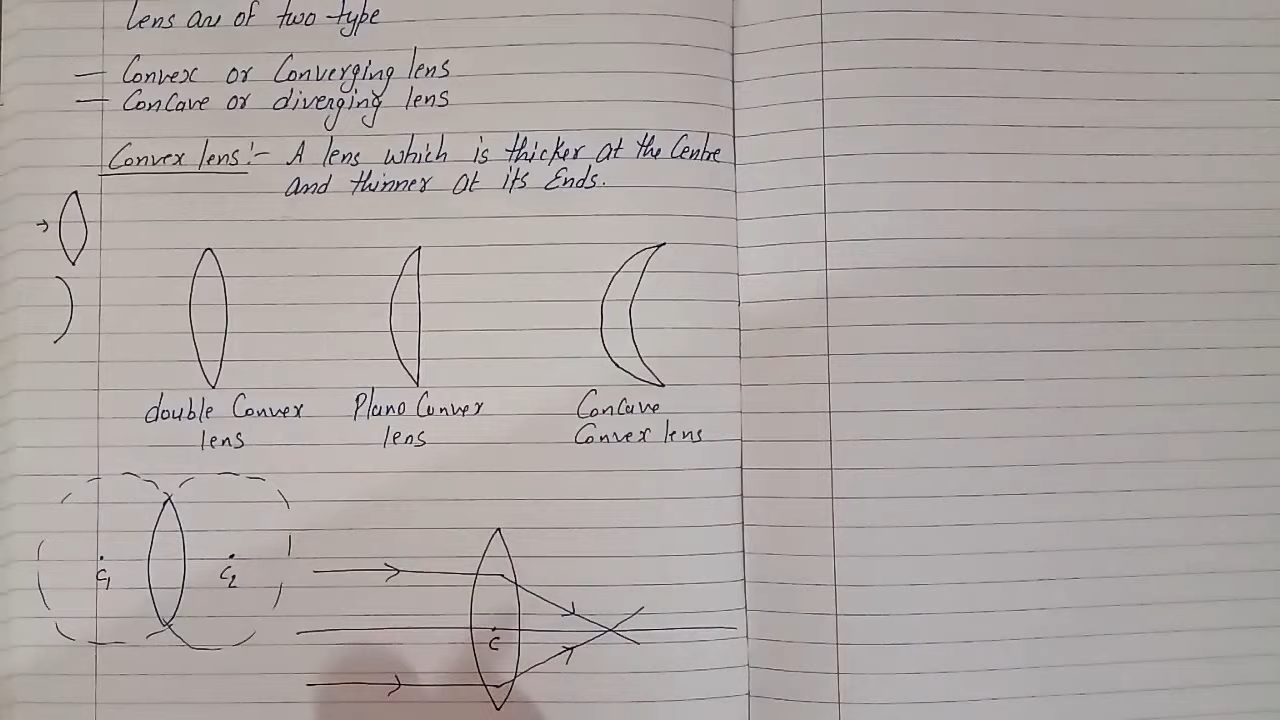 lens are of two type
— Convex or Converging lens
— Concave or diverging lens
Convex lens:- A lens which is thicker at the Centre
and thinner at its Ends.
double Convex
lens
Plano Convex
lens
Concave
Convex lens
C1
C2
C